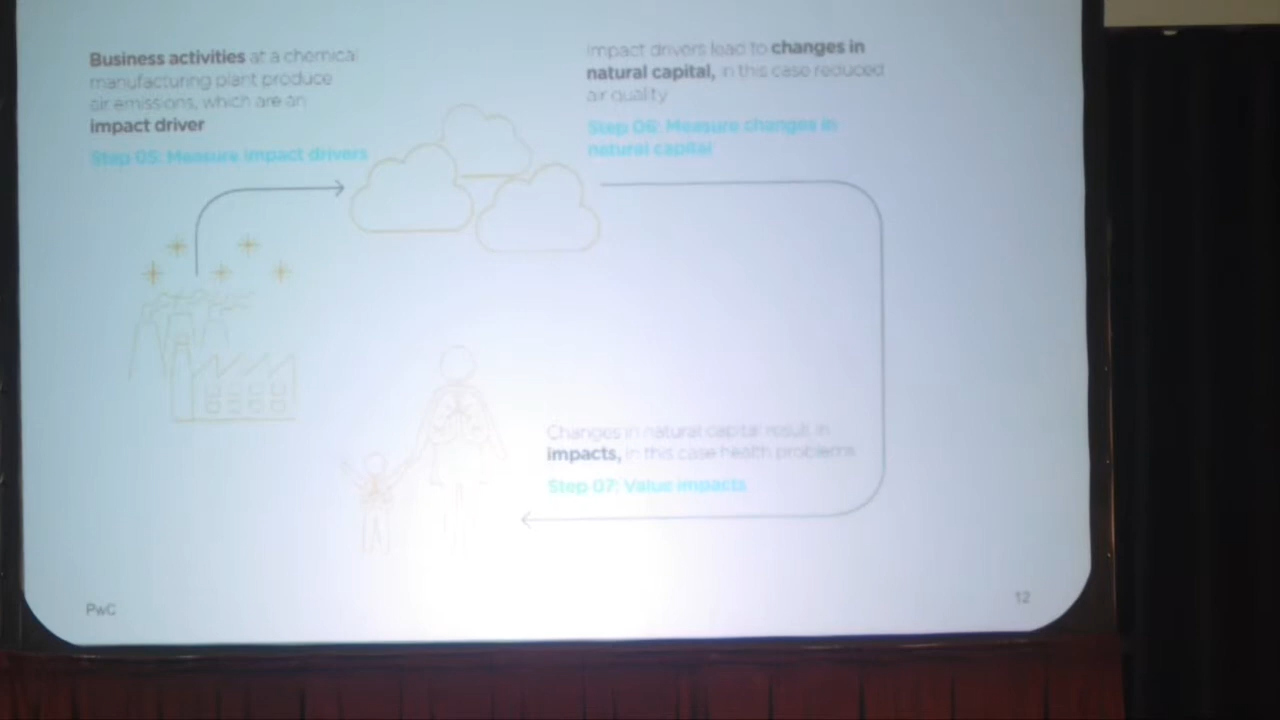 Business activities at a chemical
manufacturing plant produce
air emissions, which are an
impact driver
Step 05: Measure impact drivers
Impact drivers lead to changes in
natural capital, in this case reduced
air quality
Step 06: Measure changes in
natural capital
Changes in natural capital result in
impacts, in this case health problems
Step 07: Value impacts
PwC
12